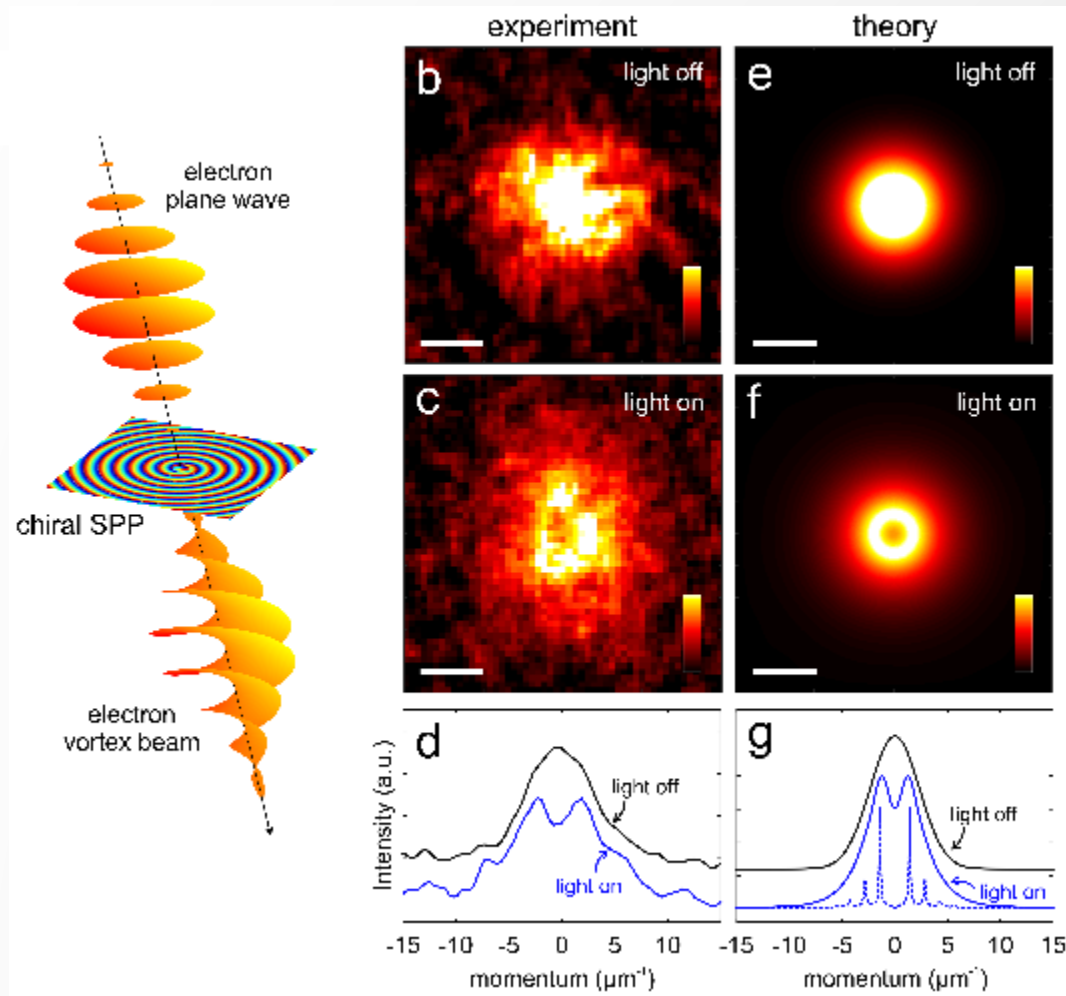 experiment
theory
b
light off
e
light off
electron
plane wave
c
light on
f
light on
chiral SPP
electron
vortex beam
d
light off
light on
Intensity (a.u.)
g
light off
light on
-15 -10 -5 0 5 10 15
-15 -10 -5 0 5 10 15
momentum (μm⁻¹)
momentum (μm⁻¹)